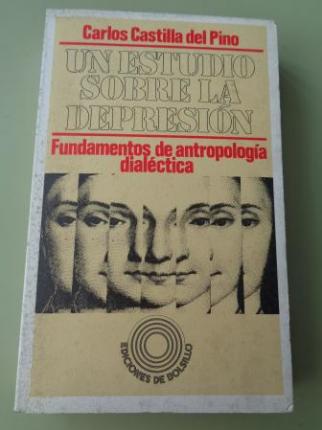 Carlos Castilla del Pino
UN ESTUDIO
SOBRE LA
DEPRESIÓN
Fundamentos de antropología
dialéctica
EDICIONES DE BOLSILLO